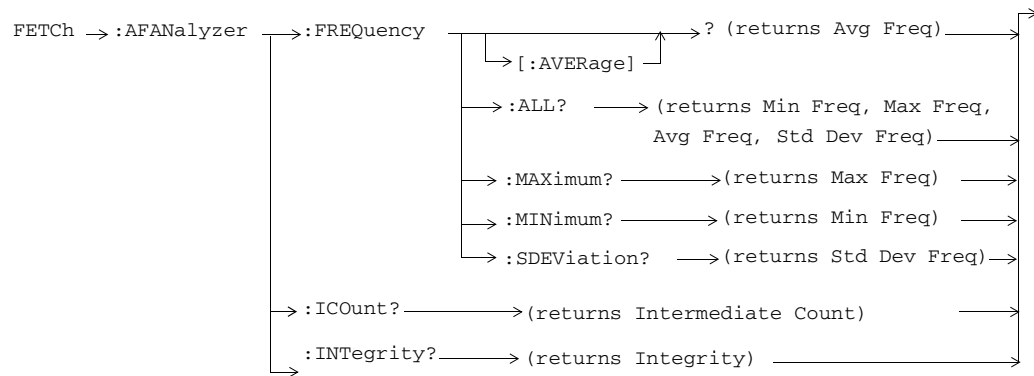 FETCh :AFANalyzer :FREQuency ? (returns Avg Freq)
[:AVERage]
:ALL? (returns Min Freq, Max Freq,
Avg Freq, Std Dev Freq)
:MAXimum? (returns Max Freq)
:MINimum? (returns Min Freq)
:SDEViation? (returns Std Dev Freq)
:ICOunt? (returns Intermediate Count)
:INTegrity? (returns Integrity)